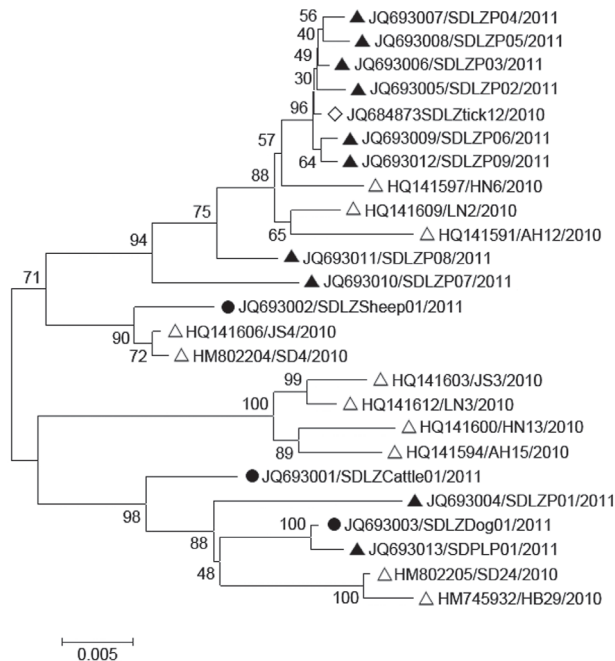 56
JQ693007/SDLZP04/2011
40
JQ693008/SDLZP05/2011
49
JQ693006/SDLZP03/2011
30
JQ693005/SDLZP02/2011
96
JQ684873SDLZtick12/2010
57
JQ693009/SDLZP06/2011
64
JQ693012/SDLZP09/2011
88
HQ141597/HN6/2010
75
HQ141609/LN2/2010
65
HQ141591/AH12/2010
94
JQ693011/SDLZP08/2011
71
JQ693010/SDLZP07/2011
JQ693002/SDLZSheep01/2011
90
HQ141606/JS4/2010
72
HM802204/SD4/2010
99
HQ141603/JS3/2010
100
HQ141612/LN3/2010
HQ141600/HN13/2010
89
HQ141594/AH15/2010
JQ693001/SDLZCattle01/2011
98
JQ693004/SDLZP01/2011
100
JQ693003/SDLZDog01/2011
88
JQ693013/SDPLP01/2011
48
HM802205/SD24/2010
100
HM745932/HB29/2010
0.005